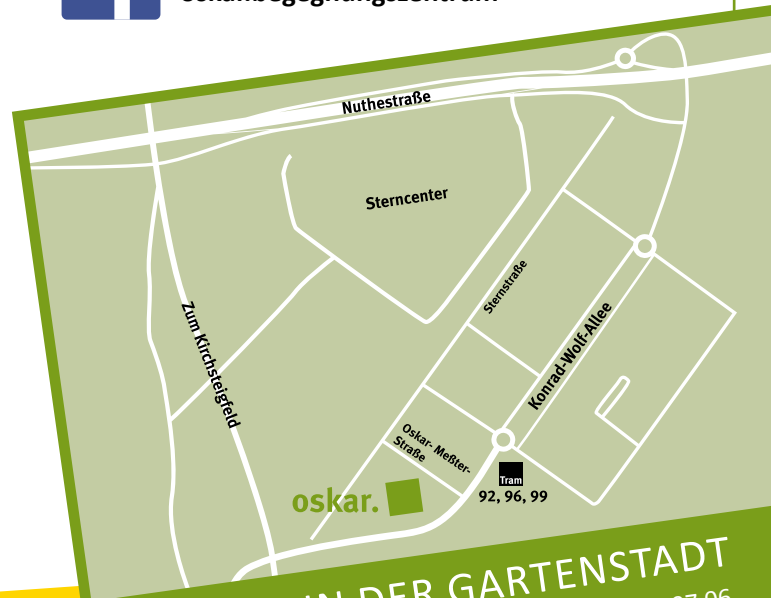 Nuthestraße
Sterncenter
Sternstraße
Zum Kirchsteigfeld
Konrad-Wolf-Allee
Oskar- Meßter-
Straße
Tram
92, 96, 99
oskar.
IN DER GARTENSTADT